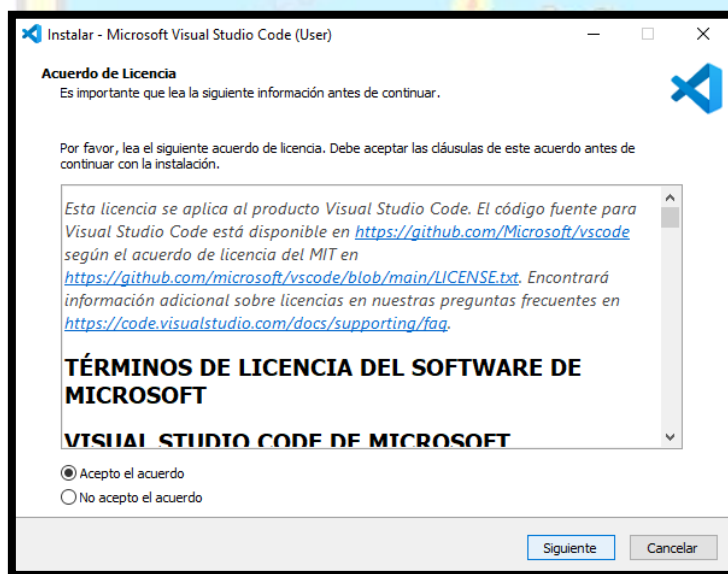 Instalar - Microsoft Visual Studio Code (User)
Acuerdo de Licencia
Es importante que lea la siguiente información antes de continuar.
Por favor, lea el siguiente acuerdo de licencia. Debe aceptar las cláusulas de este acuerdo antes de
continuar con la instalación.
Esta licencia se aplica al producto Visual Studio Code. El código fuente para
Visual Studio Code está disponible en https://github.com/Microsoft/vscode
según el acuerdo de licencia del MIT en
https://github.com/microsoft/vscode/blob/main/LICENSE.txt. Encontrará
información adicional sobre licencias en nuestras preguntas frecuentes en
https://code.visualstudio.com/docs/supporting/faq.
TÉRMINOS DE LICENCIA DEL SOFTWARE DE
MICROSOFT
VISUAL STUDIO CODE DE MICROSOFT
Acepto el acuerdo
No acepto el acuerdo
Siguiente
Cancelar